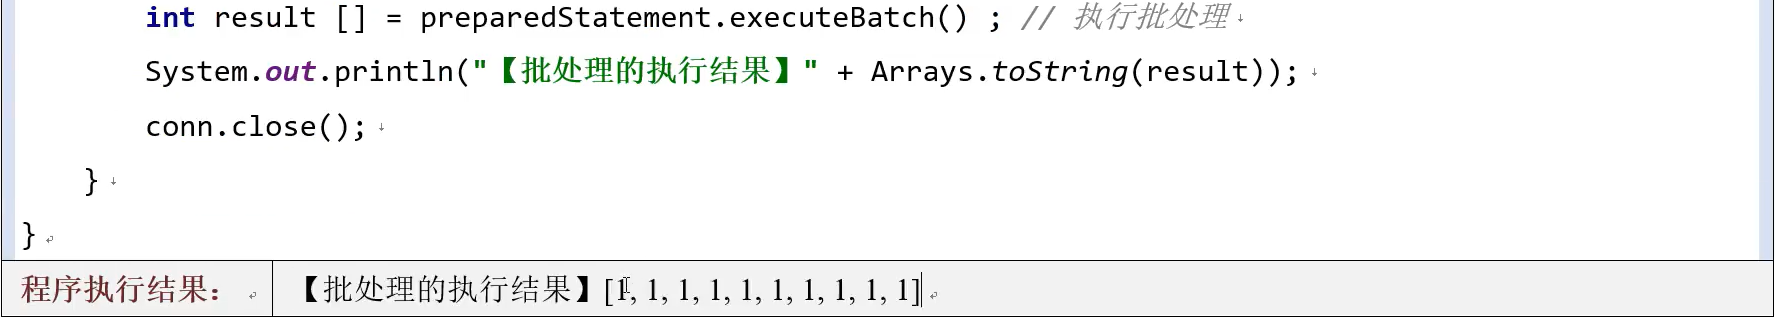 int result [] = preparedStatement.executeBatch() ; // 执行批处理
System.out.println("【批处理的执行结果】" + Arrays.toString(result));
conn.close();
}
}
程序执行结果： 【批处理的执行结果】[1, 1, 1, 1, 1, 1, 1, 1, 1, 1]